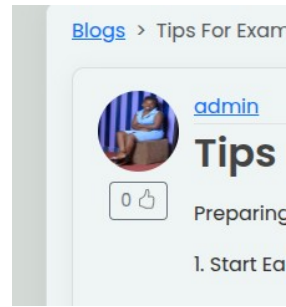 Blogs > Tips For Exam
admin
Tips
0
Preparing
1. Start Ea